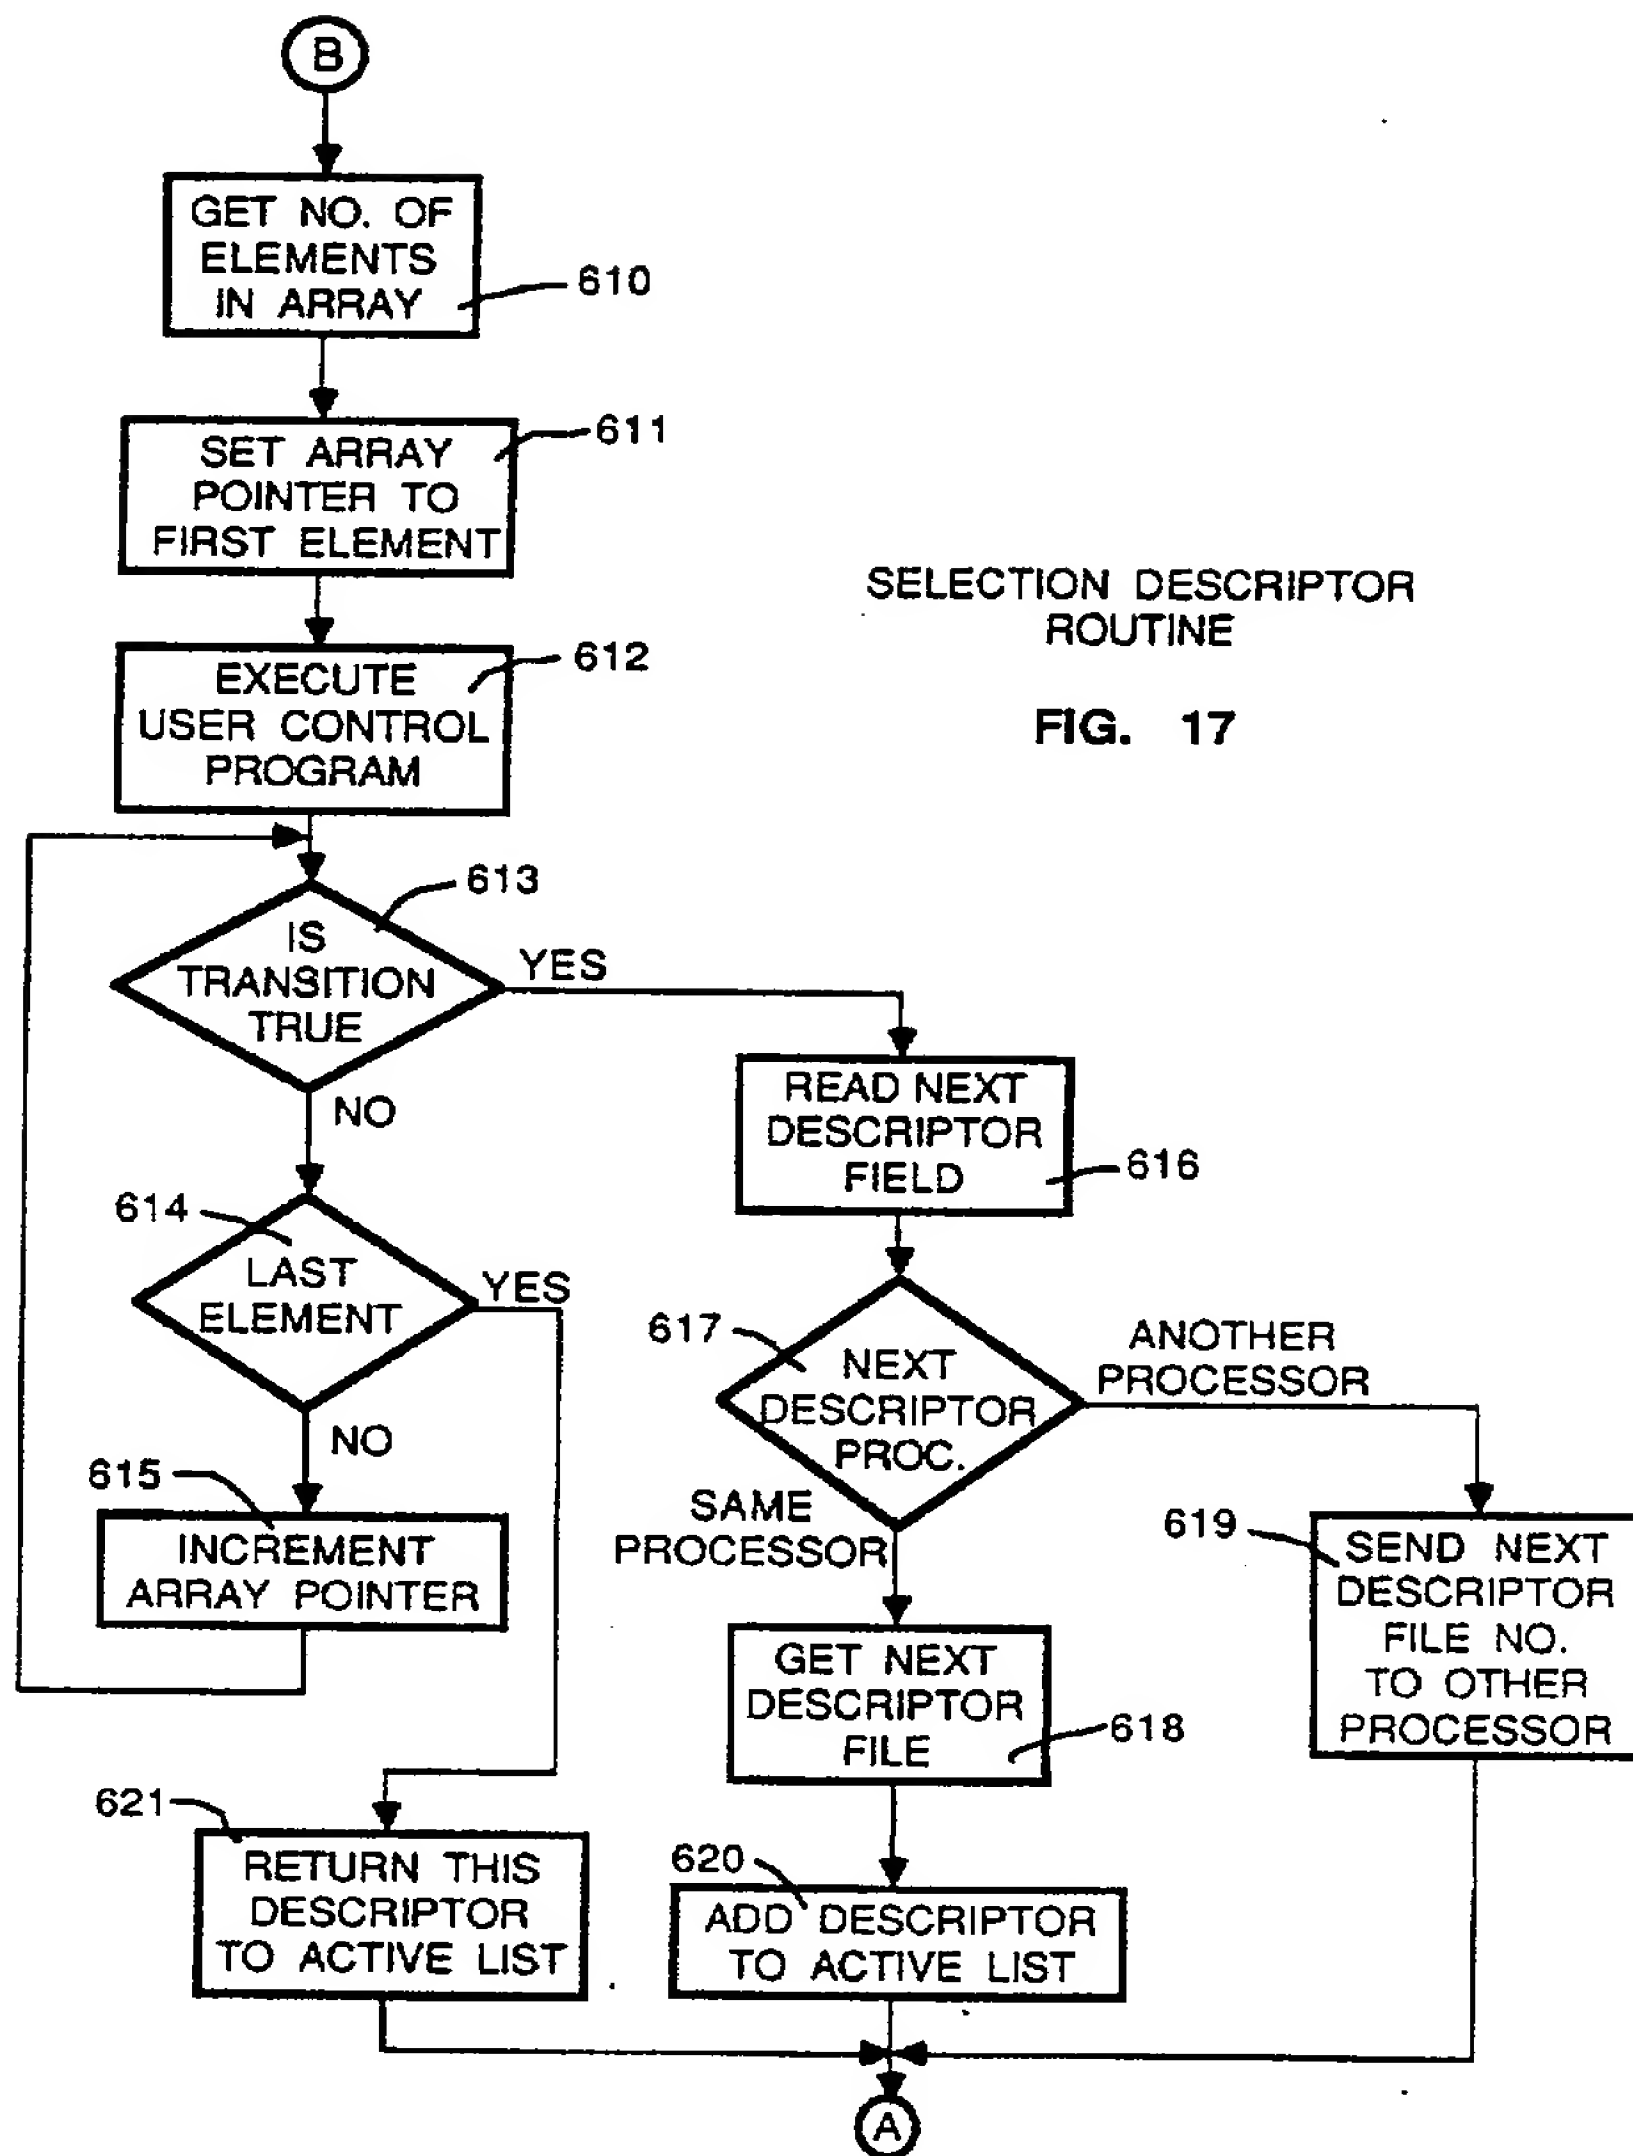 B
GET NO. OF
ELEMENTS
IN ARRAY
610
SET ARRAY
POINTER TO
FIRST ELEMENT
611
SELECTION DESCRIPTOR
ROUTINE
FIG. 17
EXECUTE
USER CONTROL
PROGRAM
612
IS
TRANSITION
TRUE
613
YES
NO
READ NEXT
DESCRIPTOR
FIELD
616
614
LAST
ELEMENT
YES
NO
617
NEXT
DESCRIPTOR
PROC.
ANOTHER
PROCESSOR
SAME
PROCESSOR
615
INCREMENT
ARRAY POINTER
619
SEND NEXT
DESCRIPTOR
FILE NO.
TO OTHER
PROCESSOR
GET NEXT
DESCRIPTOR
FILE
618
621
RETURN THIS
DESCRIPTOR
TO ACTIVE LIST
620
ADD DESCRIPTOR
TO ACTIVE LIST
A